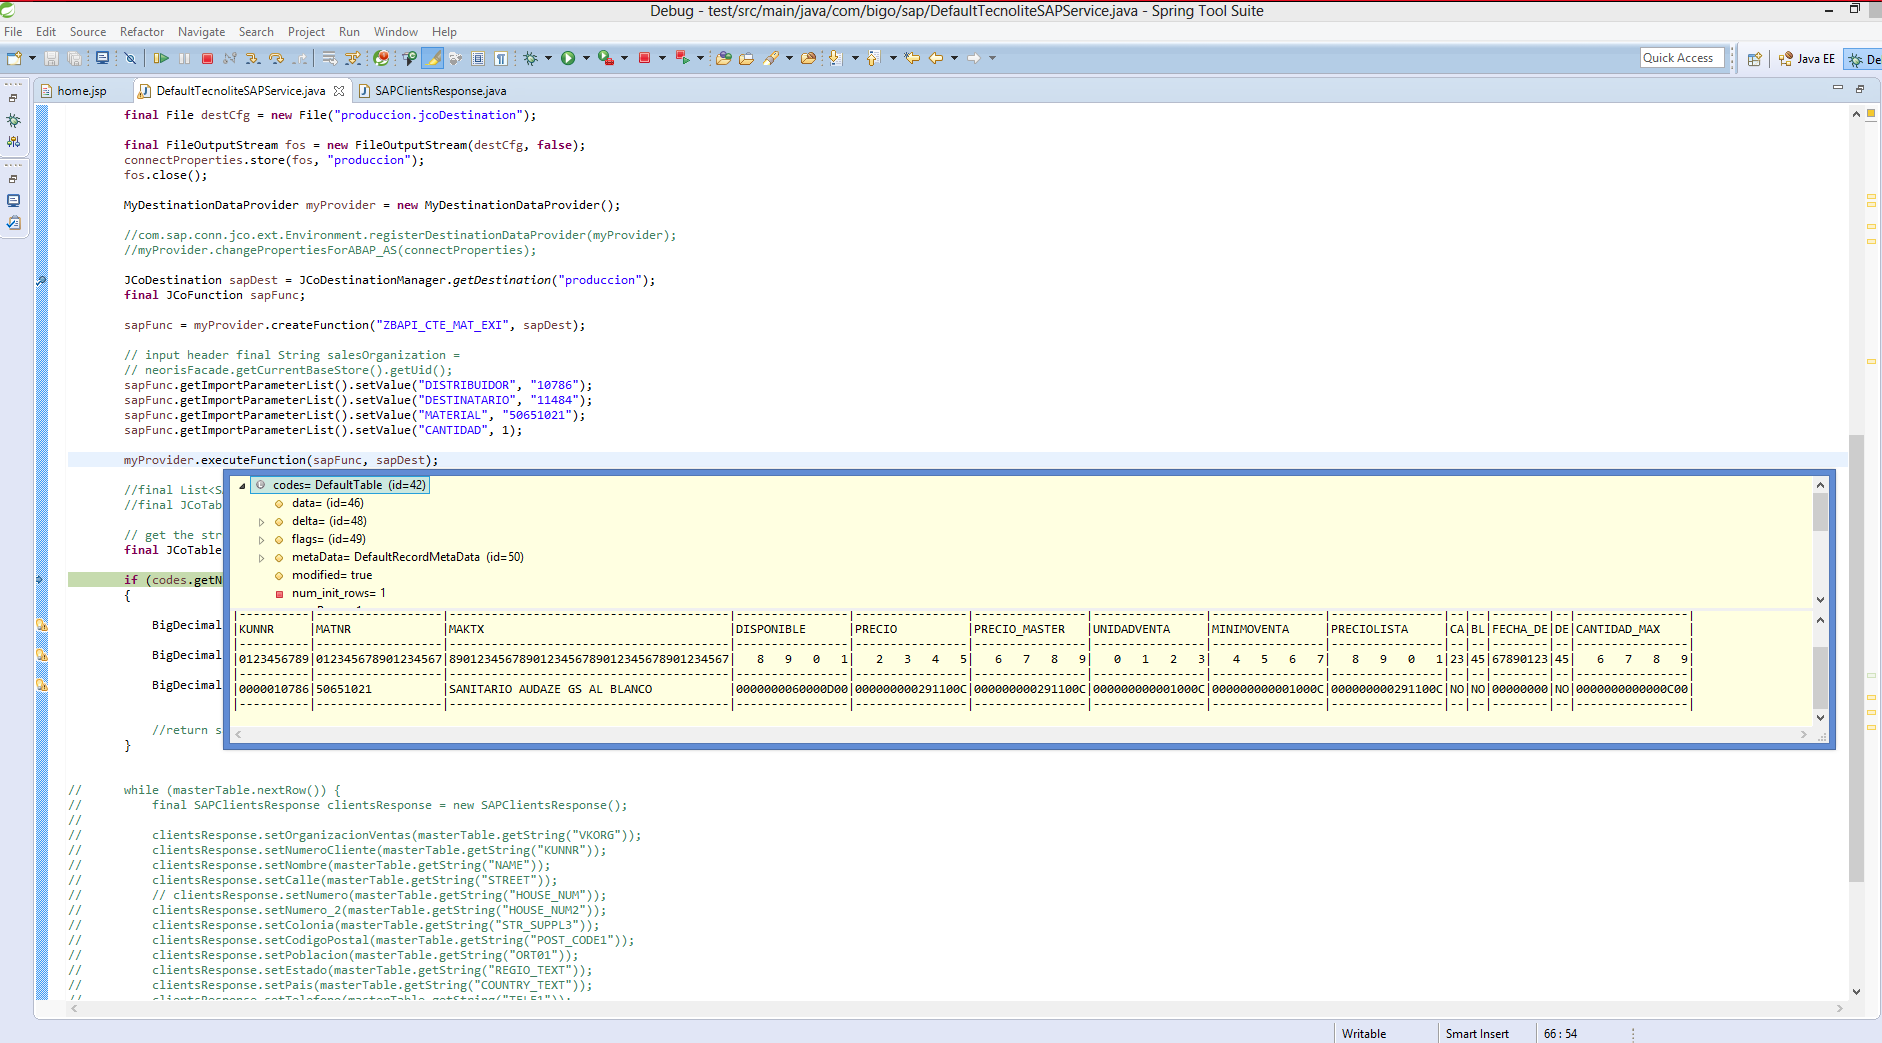 Debug - test/src/main/java/com/bigo/sap/DefaultTecnoliteSAPService.java - Spring Tool Suite
File Edit Source Refactor Navigate Search Project Run Window Help
Quick Access Java EE De
home.jsp DefaultTecnoliteSAPService.java SAPClientsResponse.java
final File destCfg = new File("produccion.jcoDestination");
final FileOutputStream fos = new FileOutputStream(destCfg, false);
connectProperties.store(fos, "produccion");
fos.close();
MyDestinationDataProvider myProvider = new MyDestinationDataProvider();
//com.sap.conn.jco.ext.Environment.registerDestinationDataProvider(myProvider);
//myProvider.changePropertiesForABAP_AS(connectProperties);
JCoDestination sapDest = JCoDestinationManager.getDestination("produccion");
final JCoFunction sapFunc;
sapFunc = myProvider.createFunction("ZBAPI_CTE_MAT_EXI", sapDest);
// input header final String salesOrganization =
// neorisFacade.getCurrentBaseStore().getUid();
sapFunc.getImportParameterList().setValue("DISTRIBUIDOR", "10786");
sapFunc.getImportParameterList().setValue("DESTINATARIO", "11484");
sapFunc.getImportParameterList().setValue("MATERIAL", "50651021");
sapFunc.getImportParameterList().setValue("CANTIDAD", 1);
myProvider.executeFunction(sapFunc, sapDest);
//final List<S
//final JCoTab
// get the str
final JCoTable
if (codes.getN
{
BigDecimal
BigDecimal
BigDecimal
//return s
}
codes= DefaultTable (id=42)
data= (id=46)
delta= (id=48)
flags= (id=49)
metaData= DefaultRecordMetaData (id=50)
modified= true
num_init_rows= 1
|-----------|------------------|----------------------------------------|---------------|---------------|---------------|---------------|---------------|---------------|--|--|--------|--|---------------|
|KUNNR |MATNR |MAKTX |DISPONIBLE |PRECIO |PRECIO_MASTER |UNIDADVENTA |MINIMOVENTA |PRECIOLISTA |CA|BL|FECHA_DE|DE|CANTIDAD_MAX |
|-----------|------------------|----------------------------------------|---------------|---------------|---------------|---------------|---------------|---------------|--|--|--------|--|---------------|
|0123456789|012345678901234567|8901234567890123456789012345678901234567| 8 9 0 1| 2 3 4 5| 6 7 8 9| 0 1 2 3| 4 5 6 7| 8 9 0 1|23|45|67890123|45| 6 7 8 9|
|-----------|------------------|----------------------------------------|---------------|---------------|---------------|---------------|---------------|---------------|--|--|--------|--|---------------|
|0000010786|50651021 |SANITARIO AUDAZE GS AL BLANCO |0000000060000D00|000000000291100C|000000000291100C|000000000001000C|000000000001000C|000000000291100C|NO|NO|00000000|NO|0000000000000C00|
|-----------|------------------|----------------------------------------|---------------|---------------|---------------|---------------|---------------|---------------|--|--|--------|--|---------------|
// while (masterTable.nextRow()) {
// final SAPClientsResponse clientsResponse = new SAPClientsResponse();
//
// clientsResponse.setOrganizacionVentas(masterTable.getString("VKORG"));
// clientsResponse.setNumeroCliente(masterTable.getString("KUNNR"));
// clientsResponse.setNombre(masterTable.getString("NAME"));
// clientsResponse.setCalle(masterTable.getString("STREET"));
// // clientsResponse.setNumero(masterTable.getString("HOUSE_NUM"));
// clientsResponse.setNumero_2(masterTable.getString("HOUSE_NUM2"));
// clientsResponse.setColonia(masterTable.getString("STR_SUPPL3"));
// clientsResponse.setCodigoPostal(masterTable.getString("POST_CODE1"));
// clientsResponse.setPoblacion(masterTable.getString("ORT01"));
// clientsResponse.setEstado(masterTable.getString("REGIO_TEXT"));
// clientsResponse.setPais(masterTable.getString("COUNTRY_TEXT"));
// clientsResponse.setTelefono(masterTable.getString("TELE1"));
Writable Smart Insert 66 : 54